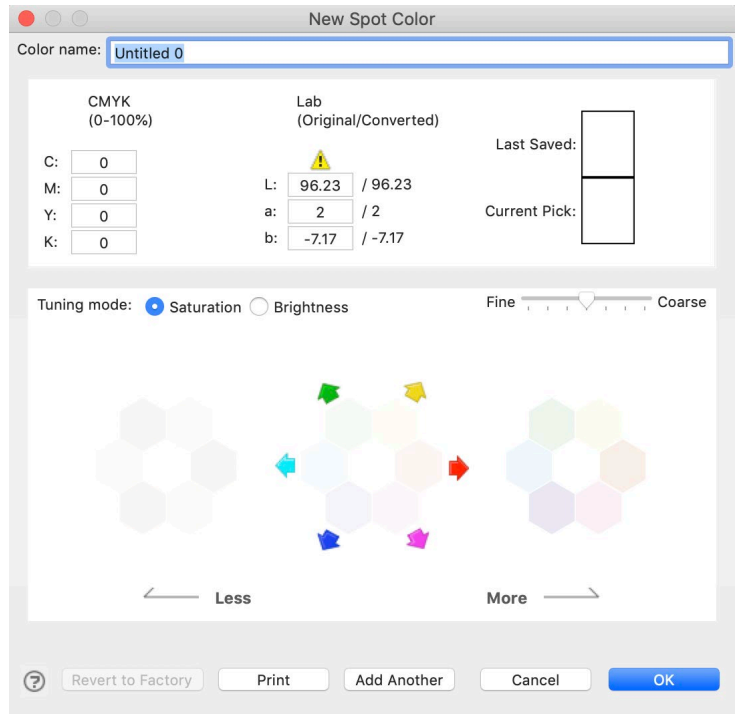 New Spot Color
Color name: Untitled 0
CMYK
(0-100%)
Lab
(Original/Converted)
Last Saved:
Current Pick:
C: 0
M: 0
Y: 0
K: 0
L: 96.23 / 96.23
a: 2 / 2
b: -7.17 / -7.17
Tuning mode: Saturation Brightness
Fine Coarse
Less
More
? Revert to Factory Print Add Another Cancel OK